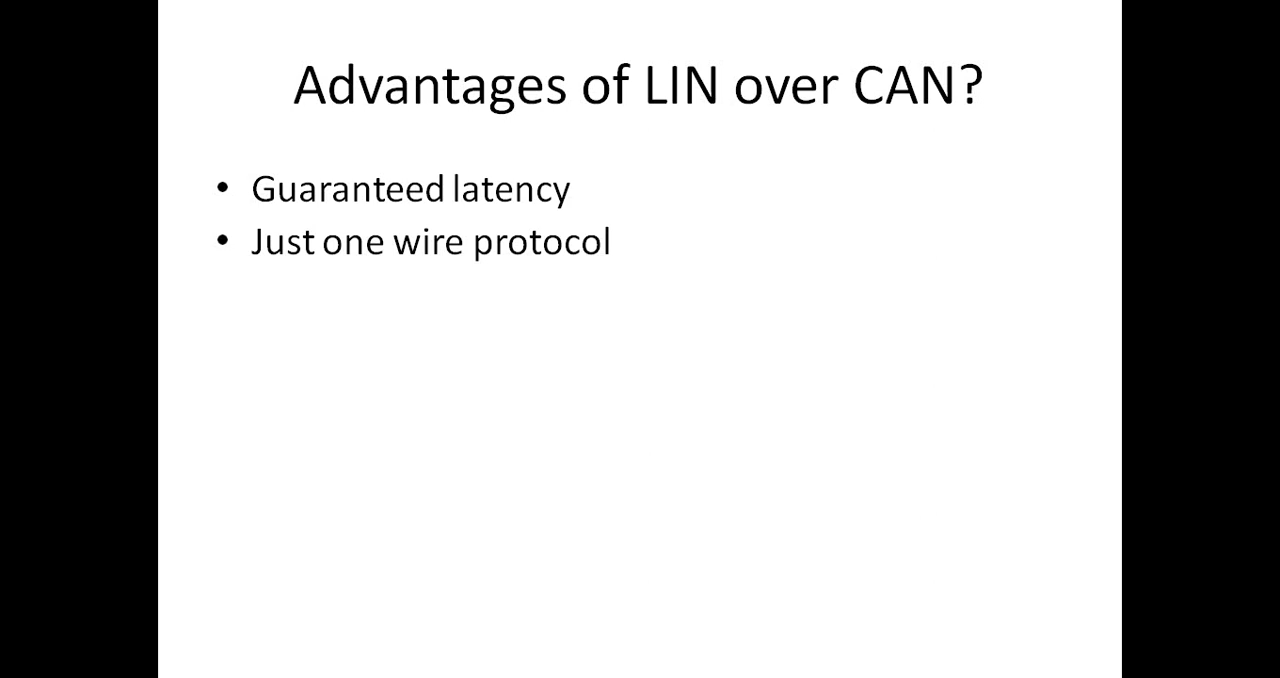 Advantages of LIN over CAN?
• Guaranteed latency
• Just one wire protocol